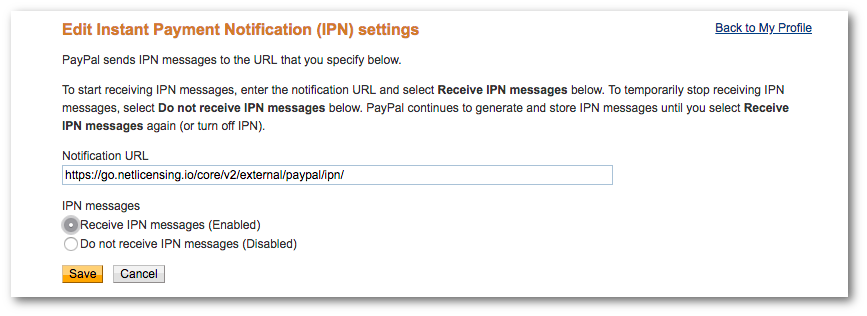 Edit Instant Payment Notification (IPN) settings
Back to My Profile
PayPal sends IPN messages to the URL that you specify below.
To start receiving IPN messages, enter the notification URL and select Receive IPN messages below. To temporarily stop receiving IPN
messages, select Do not receive IPN messages below. PayPal continues to generate and store IPN messages until you select Receive
IPN messages again (or turn off IPN).
Notification URL
https://go.netlicensing.io/core/v2/external/paypal/ipn/
IPN messages
Receive IPN messages (Enabled)
Do not receive IPN messages (Disabled)
Save
Cancel